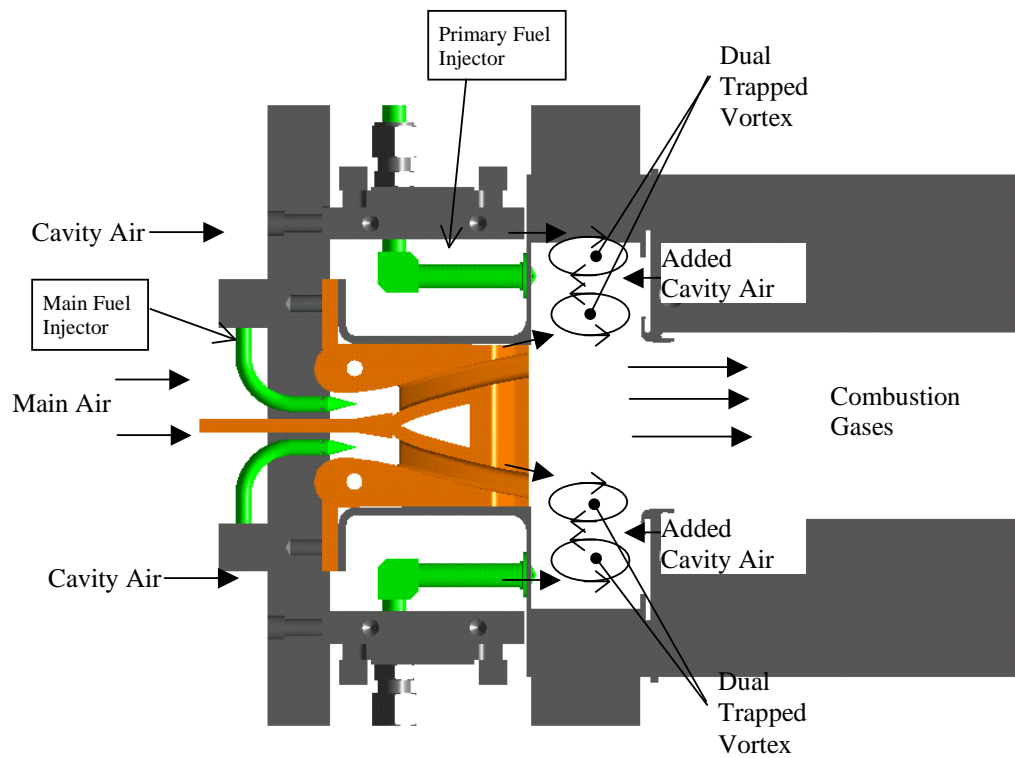 Primary Fuel
Injector
Dual
Trapped
Vortex
Cavity Air
Added
Cavity Air
Main Fuel
Injector
Main Air
Combustion
Gases
Added
Cavity Air
Cavity Air
Dual
Trapped
Vortex